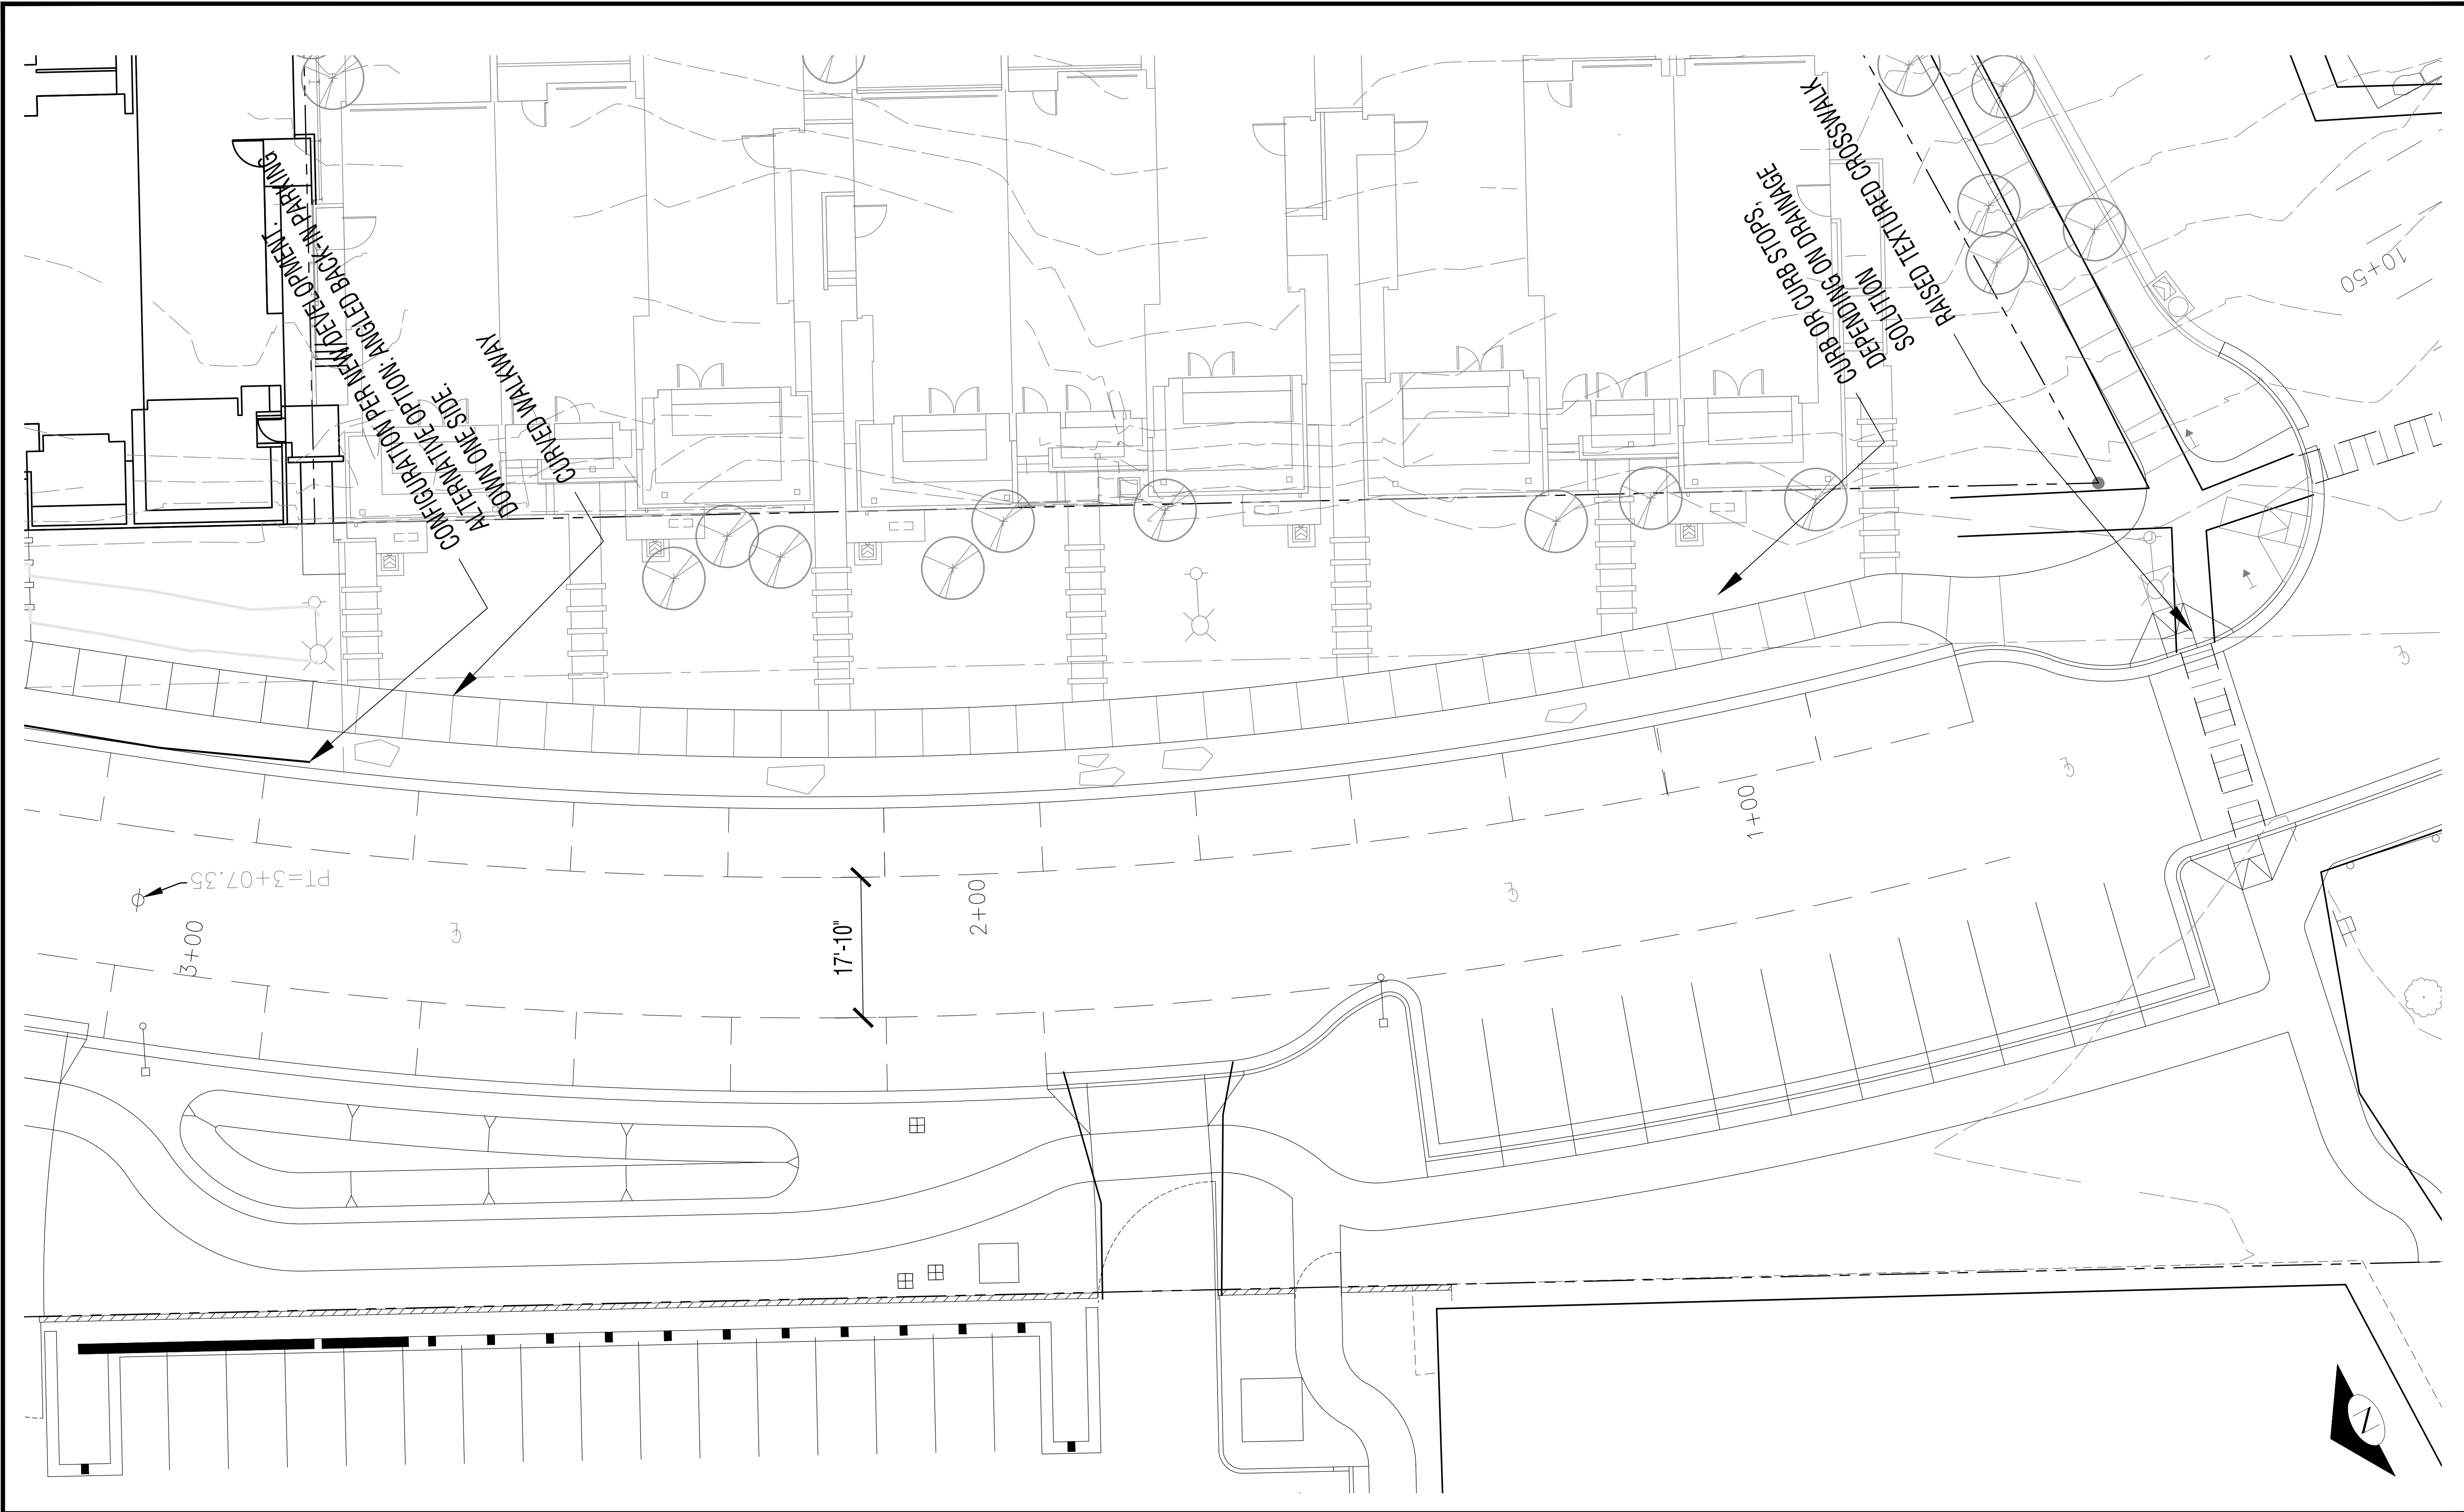 CONFIGURATION PER NEW DEVELOPMENT.
ALTERNATIVE OPTION: ANGLED BACK-IN PARKING
DOWN ONE SIDE.
CURVED WALKWAY
CURB OR CURB STOPS,
DEPENDING ON DRAINAGE
SOLUTION
RAISED TEXTURED CROSSWALK
10+50
1+00
PT=3+07.35
2+00
3+00
17'-10"
℄
℄
℄
℄
N